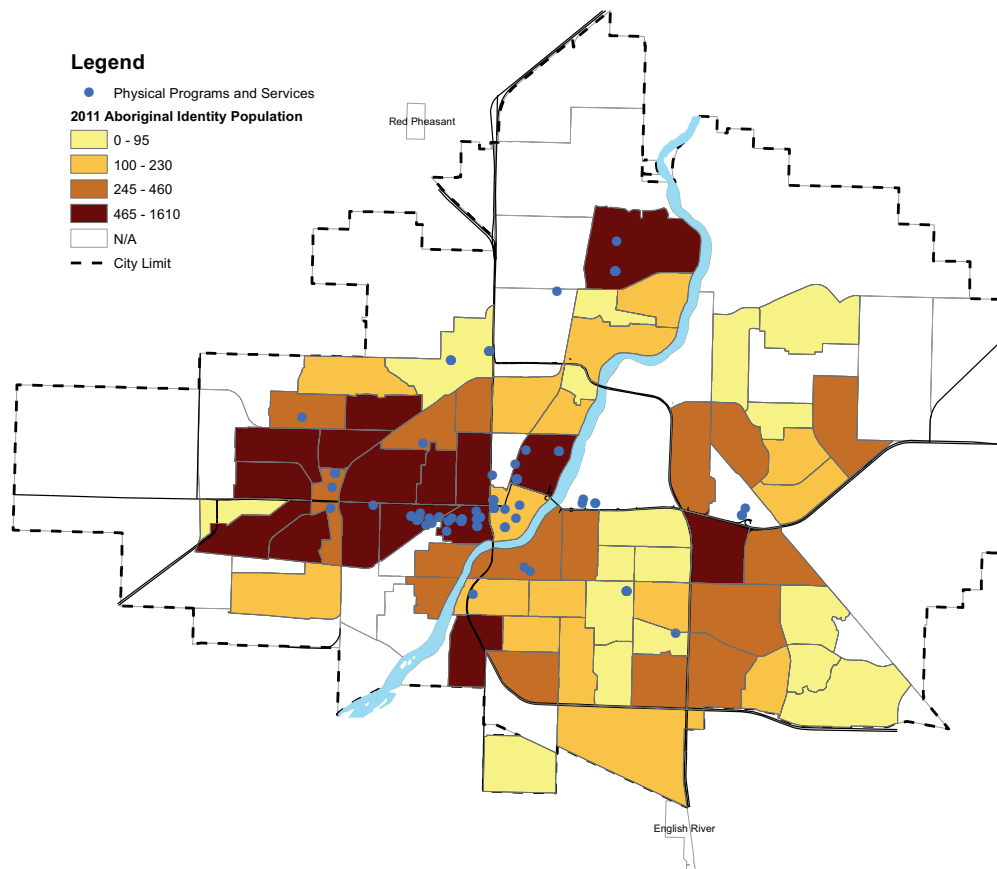 Legend
Physical Programs and Services
2011 Aboriginal Identity Population
0 - 95
100 - 230
245 - 460
465 - 1610
N/A
City Limit
Red Pheasant
English River